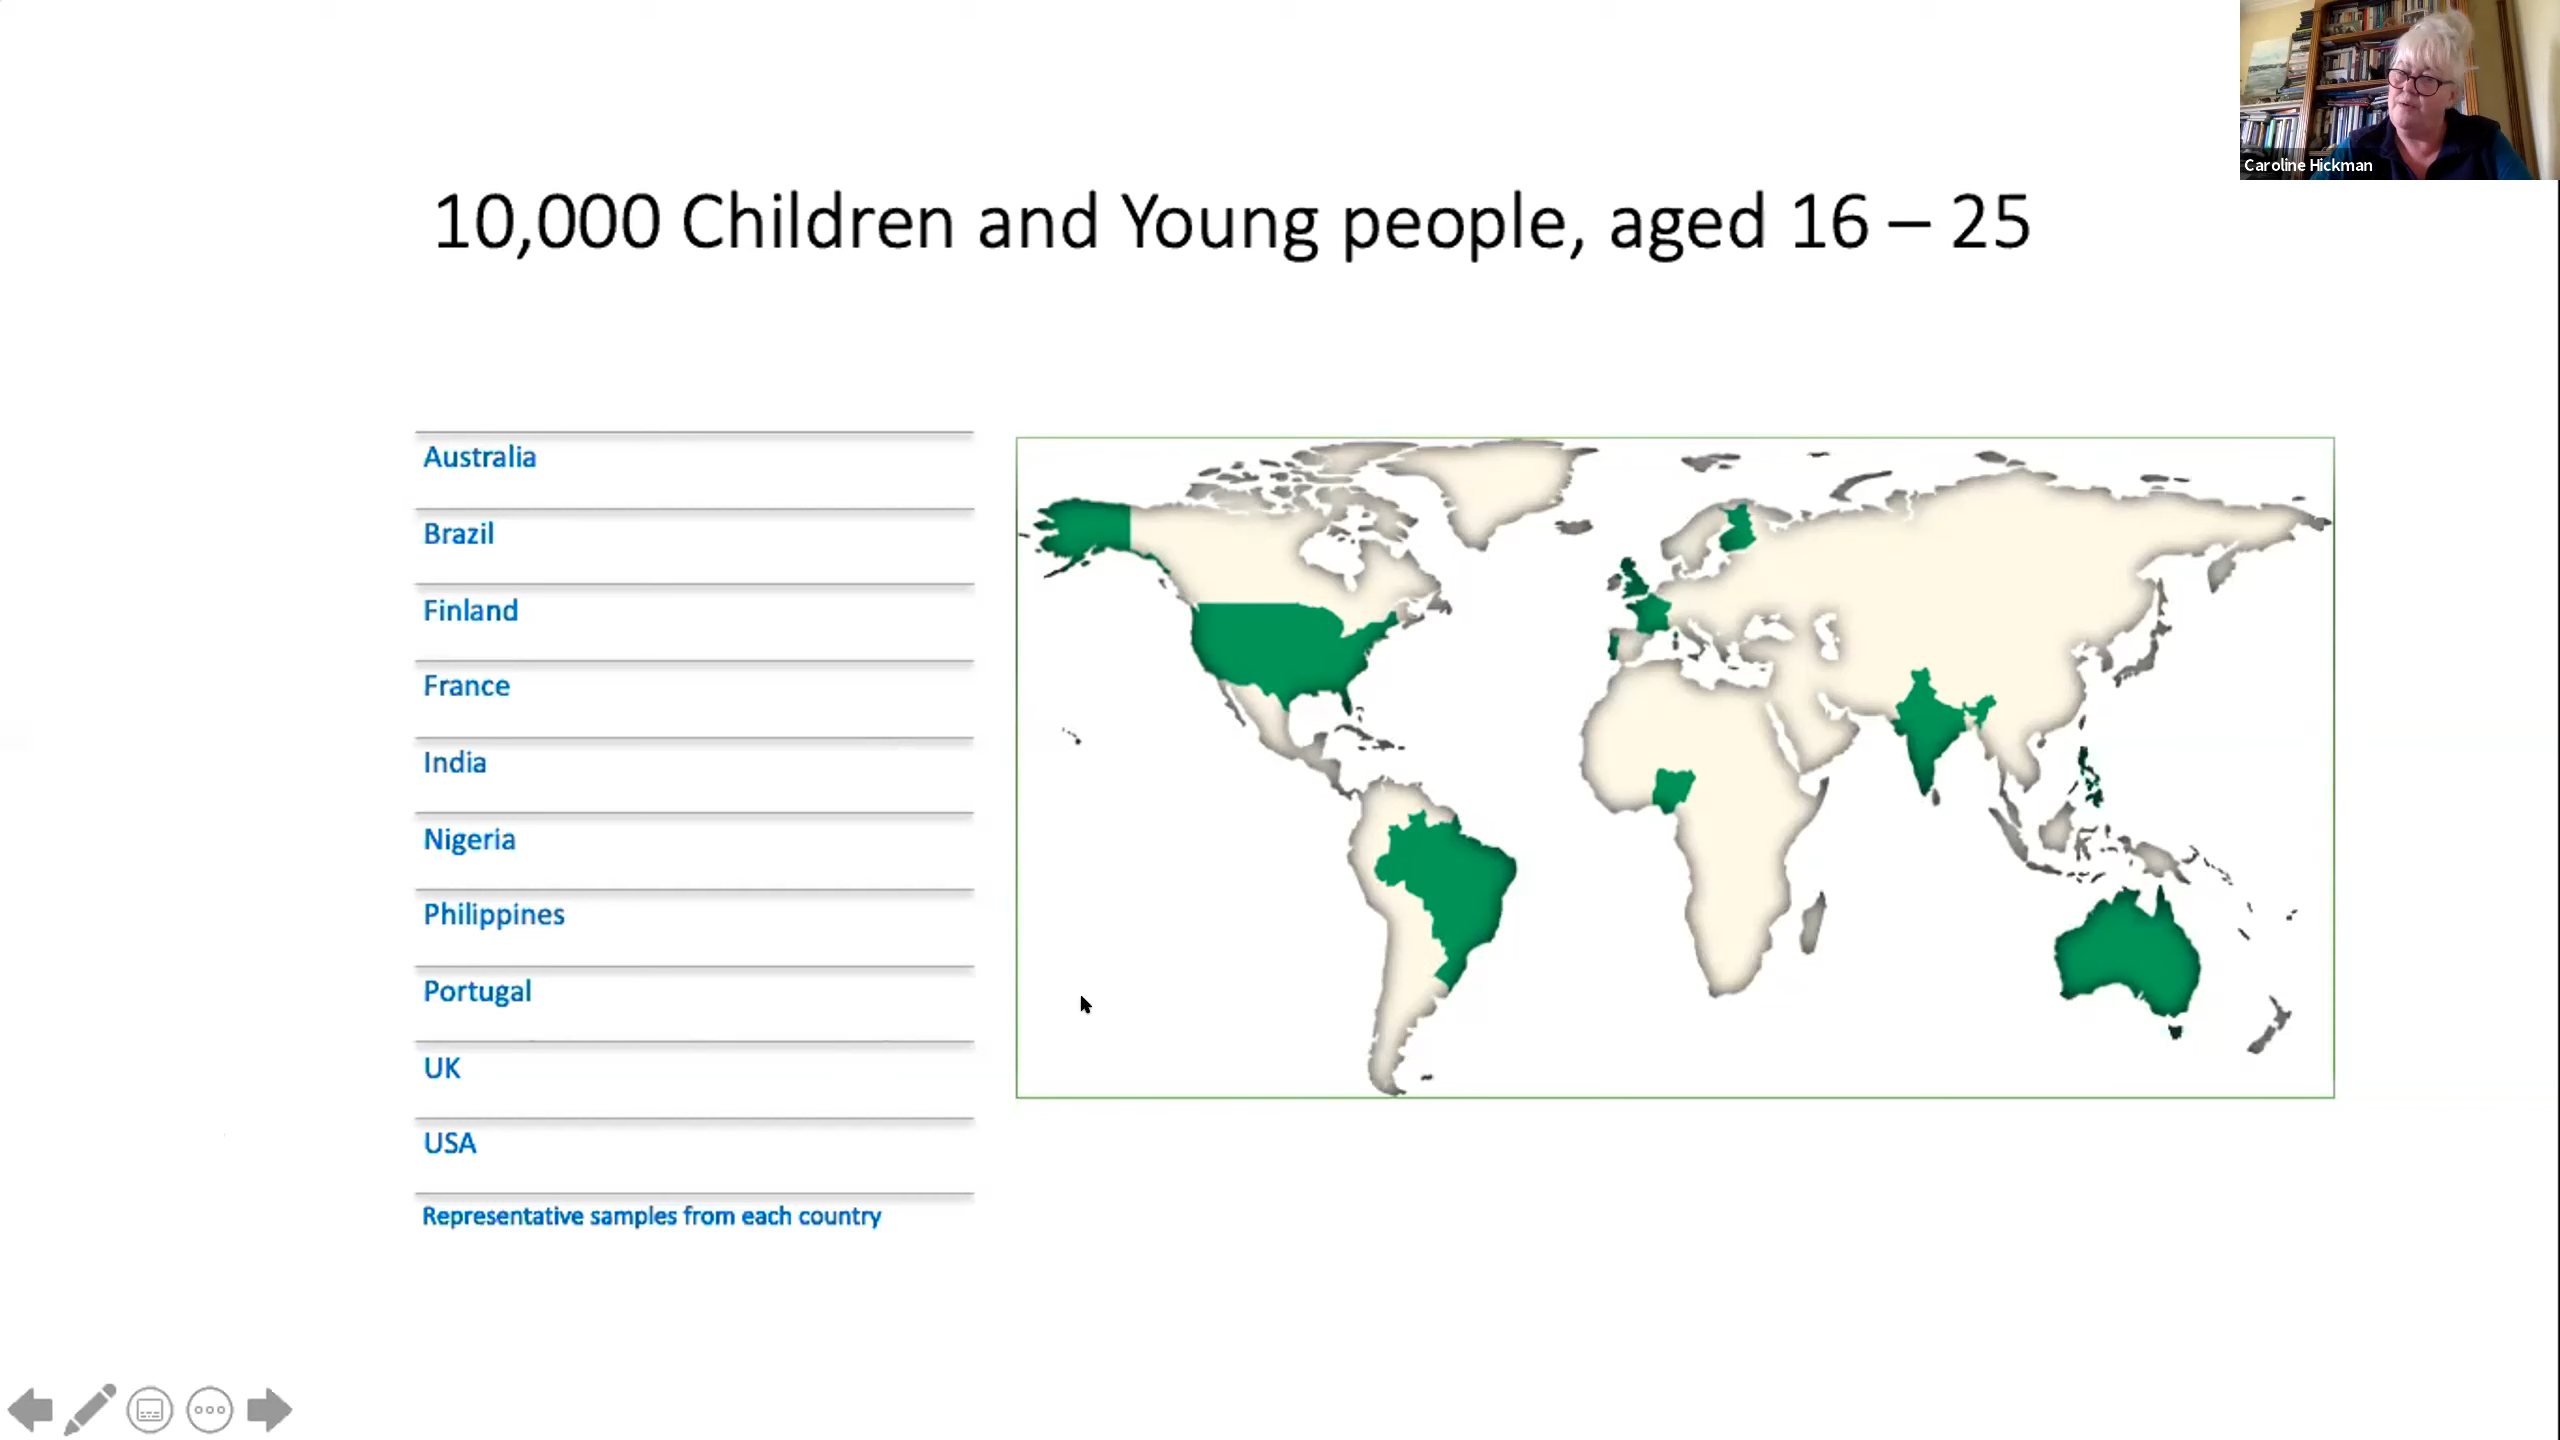 Caroline Hickman
10,000 Children and Young people, aged 16 – 25
Australia
Brazil
Finland
France
India
Nigeria
Philippines
Portugal
UK
USA
Representative samples from each country